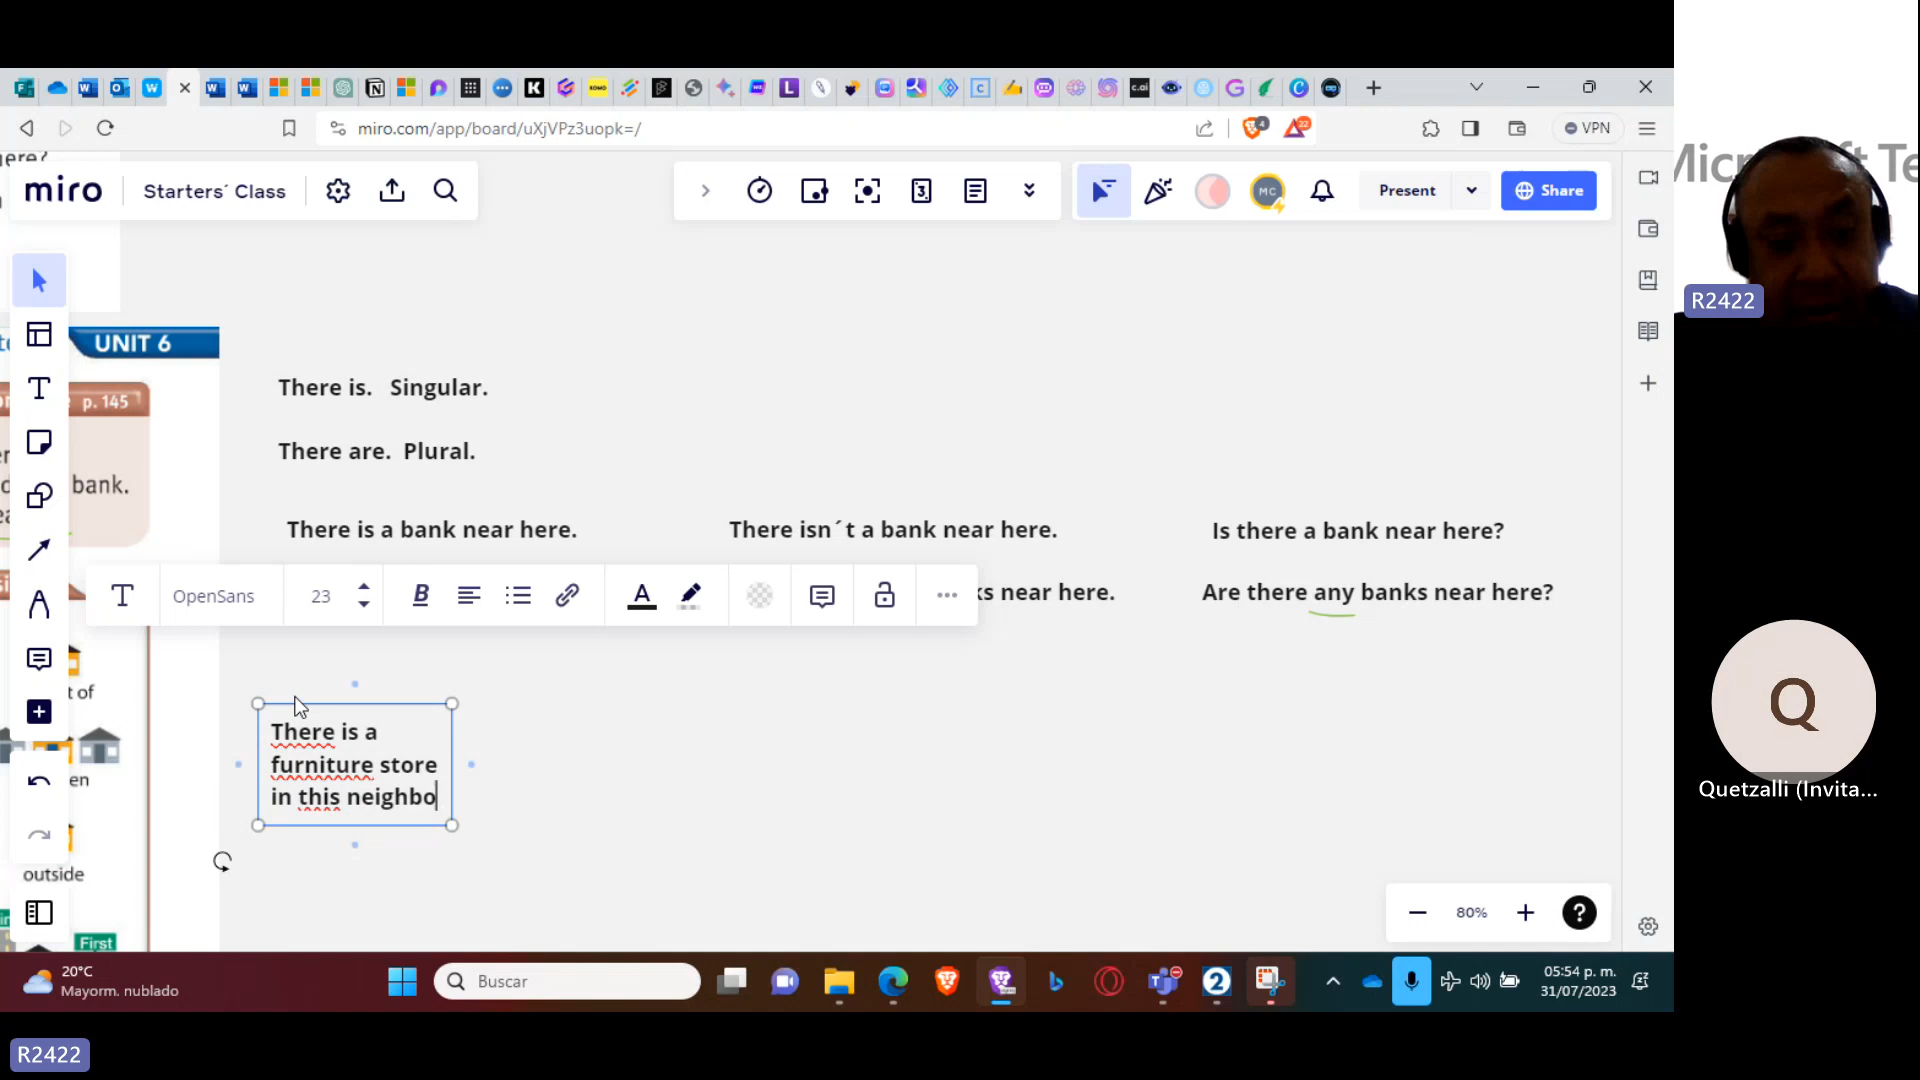 miro.com/app/board/uXjVPz3uopk=/
VPN
miro
Starters´ Class
Present
Share
MC
UNIT 6
p. 145
bank.
t of
en
outside
First
There is.   Singular.
There are.  Plural.
There is a bank near here.
There isn´t a bank near here.
Is there a bank near here?
OpenSans
23
ks near here.
Are there any banks near here?
There is a
furniture store
in this neighbo
80%
20°C
Mayorm. nublado
Buscar
05:54 p. m.
31/07/2023
Microsoft Te
R2422
Q
Quetzalli (Invita...
R2422